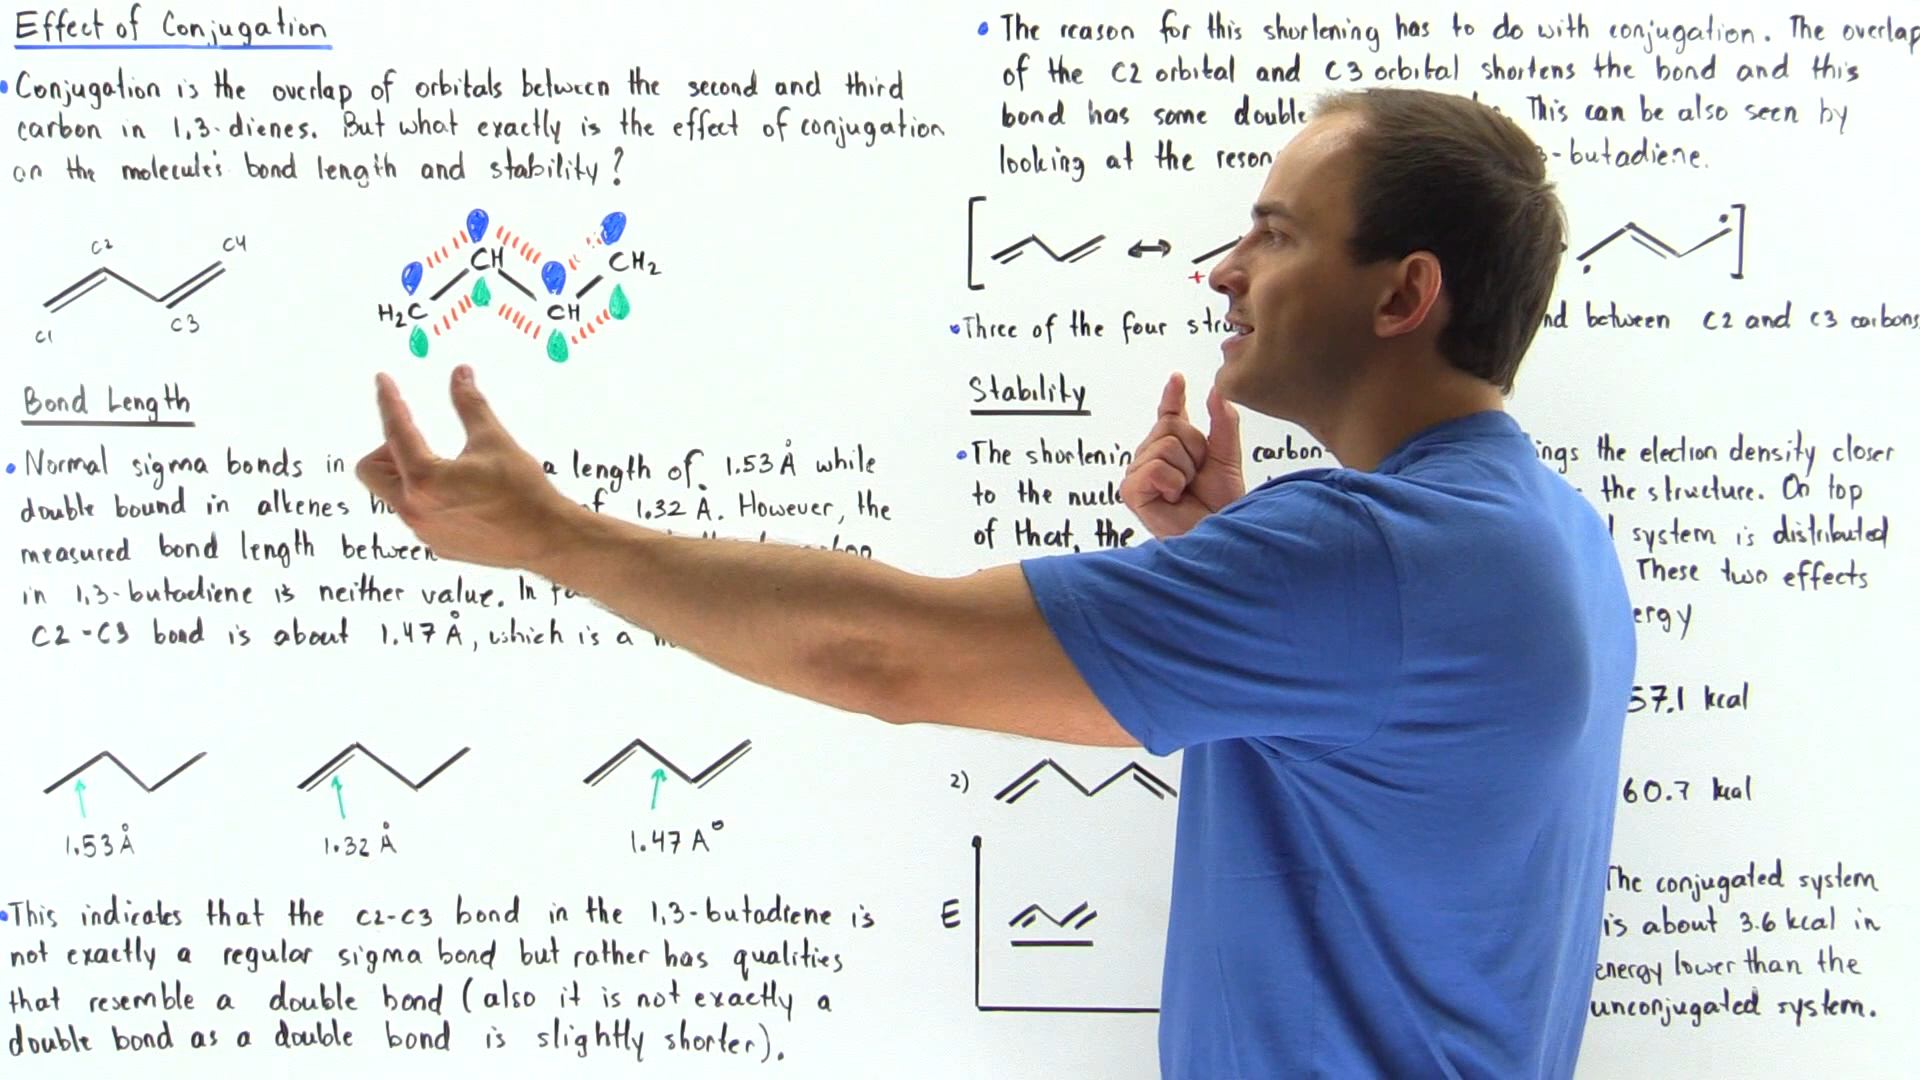 Effect of Conjugation
• Conjugation is the overlap of orbitals between the second and third
carbon in 1,3-dienes. But what exactly is the effect of conjugation
on the molecule's bond length and stability?
C1 C2 C3 C4
H2C CH CH CH2
Bond Length
• Normal sigma bonds in a length of 1.53 Å while
double bound in alkenes of 1.32 Å. However, the
measured bond length between
in 1,3-butadiene is neither value. In
C2-C3 bond is about 1.47 Å, which is a
1.53 Å 1.32 Å 1.47 A°
• This indicates that the C2-C3 bond in the 1,3-butadiene is
not exactly a regular sigma bond but rather has qualities
that resemble a double bond (also it is not exactly a
double bond as a double bond is slightly shorter).
• The reason for this shortening has to do with conjugation. The overlap
of the C2 orbital and C3 orbital shortens the bond and this
bond has some double This can be also seen by
looking at the 3-butadiene.
+
• Three of the four between C2 and C3 carbons
Stability
• The carbon- the election density closer
to the the structure. On top
of that, the system is distributed
These two effects
57.1 kcal
2) 60.7 kcal
E
The conjugated system
is about 3.6 kcal in
energy lower than the
unconjugated system.